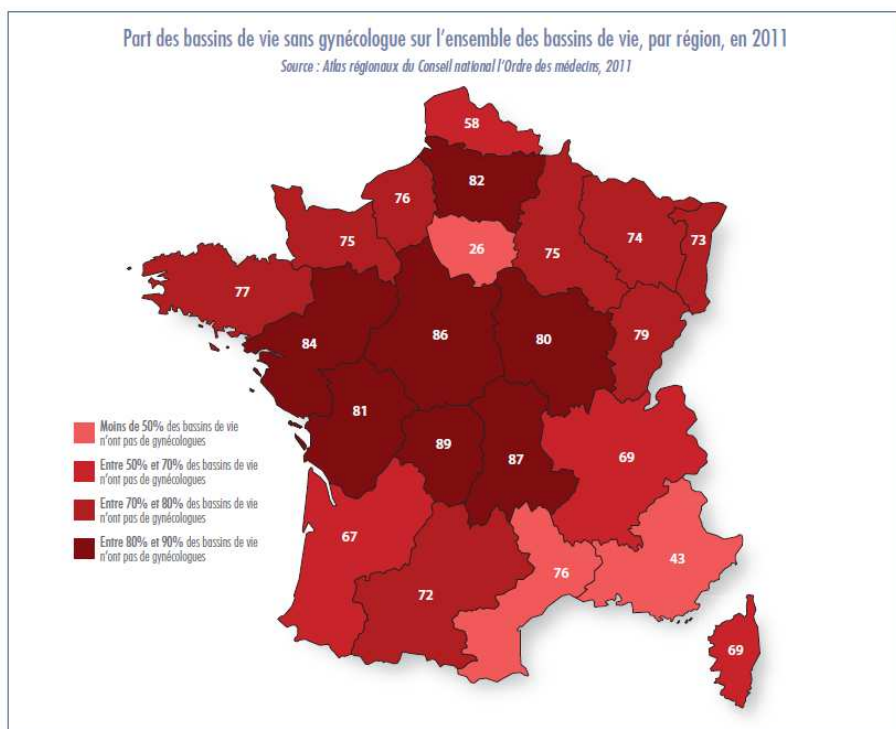 Part des bassins de vie sans gynécologue sur l'ensemble des bassins de vie, par région, en 2011
Source : Atlas régionaux du Conseil national l'Ordre des médecins, 2011
58
82
76
75
26
75
74
73
77
84
86
80
79
81
89
87
69
67
72
76
43
69
Moins de 50% des bassins de vie
n'ont pas de gynécologues
Entre 50% et 70% des bassins de vie
n'ont pas de gynécologues
Entre 70% et 80% des bassins de vie
n'ont pas de gynécologues
Entre 80% et 90% des bassins de vie
n'ont pas de gynécologues